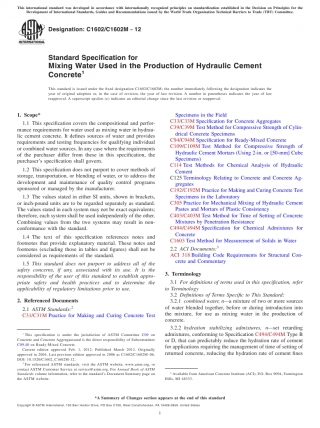 This international standard was developed in accordance with internationally recognized principles on standardization established in the Decision on Principles for the
Development of International Standards, Guides and Recommendations issued by the World Trade Organization Technical Barriers to Trade (TBT) Committee.
Designation: C1602/C1602M − 12
INTERNATIONAL
Standard Specification for
Mixing Water Used in the Production of Hydraulic Cement
Concrete¹
This standard is issued under the fixed designation C1602/C1602M; the number immediately following the designation indicates the
year of original adoption or, in the case of revision, the year of last revision. A number in parentheses indicates the year of last
reapproval. A superscript epsilon (ε) indicates an editorial change since the last revision or reapproval.
1. Scope*
1.1 This specification covers the compositional and perfor-
mance requirements for water used as mixing water in hydrau-
lic cement concrete. It defines sources of water and provides
requirements and testing frequencies for qualifying individual
or combined water sources. In any case where the requirements
of the purchaser differ from these in this specification, the
purchaser's specification shall govern.
1.2 This specification does not purport to cover methods of
storage, transportation, or blending of water, or to address the
development and maintenance of quality control programs
sponsored or managed by the manufacturer.
1.3 The values stated in either SI units, shown in brackets,
or inch-pound units are to be regarded separately as standard.
The values stated in each system may not be exact equivalents;
therefore, each system shall be used independently of the other.
Combining values from the two systems may result in non-
conformance with the standard.
1.4 The text of this specification references notes and
footnotes that provide explanatory material. These notes and
footnotes (excluding those in tables and figures) shall not be
considered as requirements of the standard.
1.5 This standard does not purport to address all of the
safety concerns, if any, associated with its use. It is the
responsibility of the user of this standard to establish appro-
priate safety and health practices and to determine the
applicability of regulatory limitations prior to use.
2. Referenced Documents
2.1 ASTM Standards:²
C31/C31M Practice for Making and Curing Concrete Test
¹ This specification is under the jurisdiction of ASTM Committee C09 on
Concrete and Concrete Aggregates and is the direct responsibility of Subcommittee
C09.40 on Ready-Mixed Concrete.
Current edition approved Feb. 1, 2012. Published March 2012. Originally
approved in 2004. Last previous edition approved in 2006 as C1602/C1602M–06.
DOI: 10.1520/C1602_C1602M-12.
² For referenced ASTM standards, visit the ASTM website, www.astm.org, or
contact ASTM Customer Service at service@astm.org. For Annual Book of ASTM
Standards volume information, refer to the standard's Document Summary page on
the ASTM website.
Specimens in the Field
C33/C33M Specification for Concrete Aggregates
C39/C39M Test Method for Compressive Strength of Cylin-
drical Concrete Specimens
C94/C94M Specification for Ready-Mixed Concrete
C109/C109M Test Method for Compressive Strength of
Hydraulic Cement Mortars (Using 2-in. or [50-mm] Cube
Specimens)
C114 Test Methods for Chemical Analysis of Hydraulic
Cement
C125 Terminology Relating to Concrete and Concrete Ag-
gregates
C192/C192M Practice for Making and Curing Concrete Test
Specimens in the Laboratory
C305 Practice for Mechanical Mixing of Hydraulic Cement
Pastes and Mortars of Plastic Consistency
C403/C403M Test Method for Time of Setting of Concrete
Mixtures by Penetration Resistance
C494/C494M Specification for Chemical Admixtures for
Concrete
C1603 Test Method for Measurement of Solids in Water
2.2 ACI Documents:³
ACI 318 Building Code Requirements for Structural Con-
crete and Commentary
3. Terminology
3.1 For definitions of terms used in this specification, refer
to Terminology
3.2 Definitions of Terms Specific to This Standard:
3.2.1 combined water, n—a mixture of two or more sources
of water blended together, before or during introduction into
the mixture, for use as mixing water in the production of
concrete.
3.2.2 hydration stabilizing admixtures, n—set retarding
admixtures, conforming to Specification C494/C494M Type B
or D, that can predictably reduce the hydration rate of cement
for applications requiring the management of time of setting of
returned concrete, reducing the hydration rate of cement fines
³ Available from American Concrete Institute (ACI), P.O. Box 9094, Farmington
Hills, MI 48333.
*A Summary of Changes section appears at the end of this standard
Copyright © ASTM International, 100 Barr Harbor Drive, PO Box C700, West Conshohocken, PA 19428-2959. United States
1